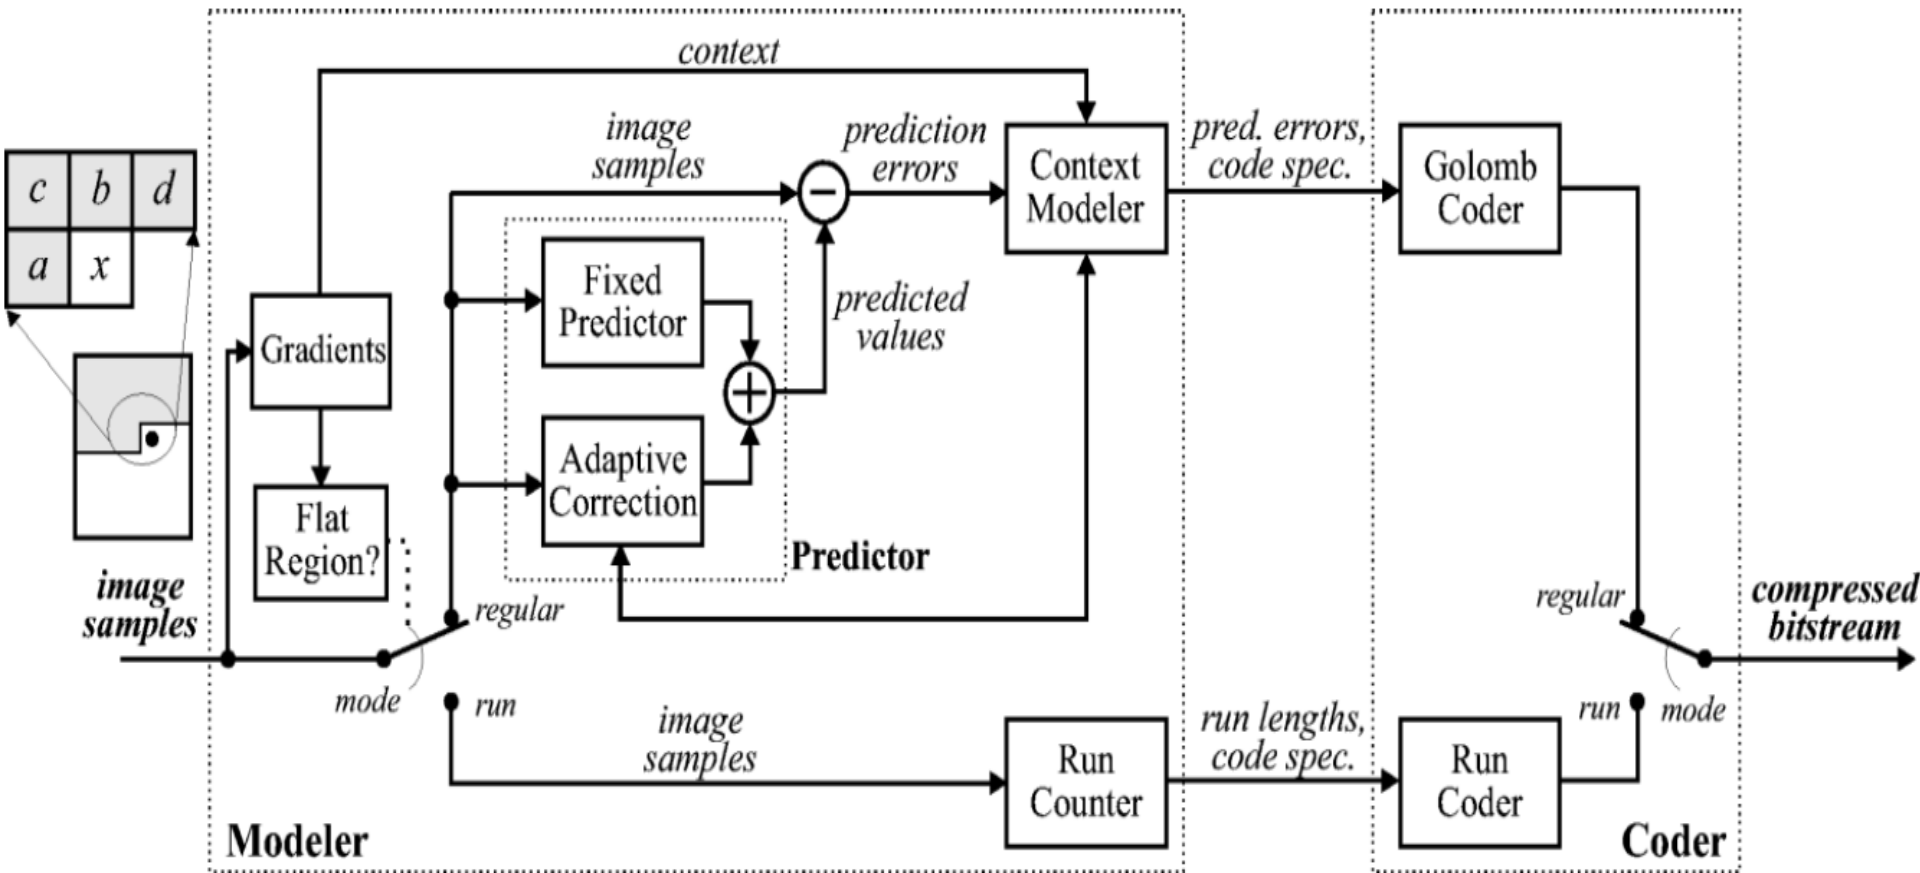 context
image
samples
prediction
errors
Context
Modeler
pred. errors,
code spec.
Golomb
Coder
c b d
a x
Gradients
Fixed
Predictor
predicted
values
Adaptive
Correction
Flat
Region?
Predictor
image
samples
regular
mode
run
image
samples
Run
Counter
run lengths,
code spec.
Run
Coder
regular
run
mode
compressed
bitstream
Modeler
Coder